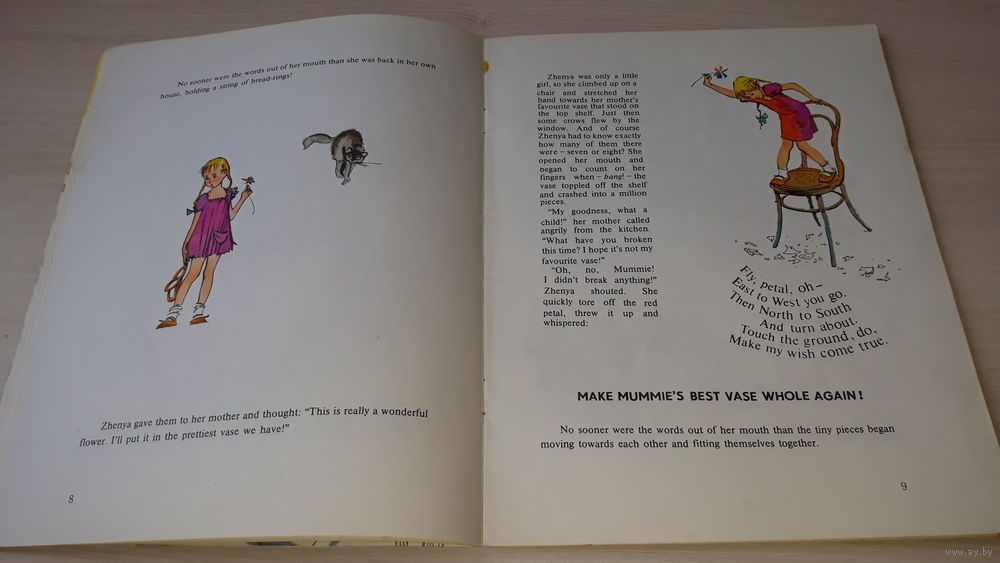 No sooner were the words out of her mouth than she was back in her own
house, holding a string of bread-rings!
Zhenya gave them to her mother and thought: “This is really a wonderful
flower. I'll put it in the prettiest vase we have!”
8
Zhenya was only a little
girl, so she climbed up on a
chair and stretched her
hand towards her mother's
favourite vase that stood on
the top shelf. Just then
some crows flew by the
window. And of course
Zhenya had to know exactly
how many of them there
were – seven or eight? She
opened her mouth and
began to count on her
fingers when – bang! – the
vase toppled off the shelf
and crashed into a million
pieces.
“My goodness, what a
child!” her mother called
angrily from the kitchen.
“What have you broken
this time? I hope it's not my
favourite vase!”
“Oh, no, Mummie!
I didn't break anything!”
Zhenya shouted. She
quickly tore off the red
petal, threw it up and
whispered:
Fly, petal, oh–
East to West you go.
Then North to South
And turn about.
Touch the ground, do,
Make my wish come true.
MAKE MUMMIE'S BEST VASE WHOLE AGAIN!
No sooner were the words out of her mouth than the tiny pieces began
moving towards each other and fitting themselves together.
9
www.ay.by